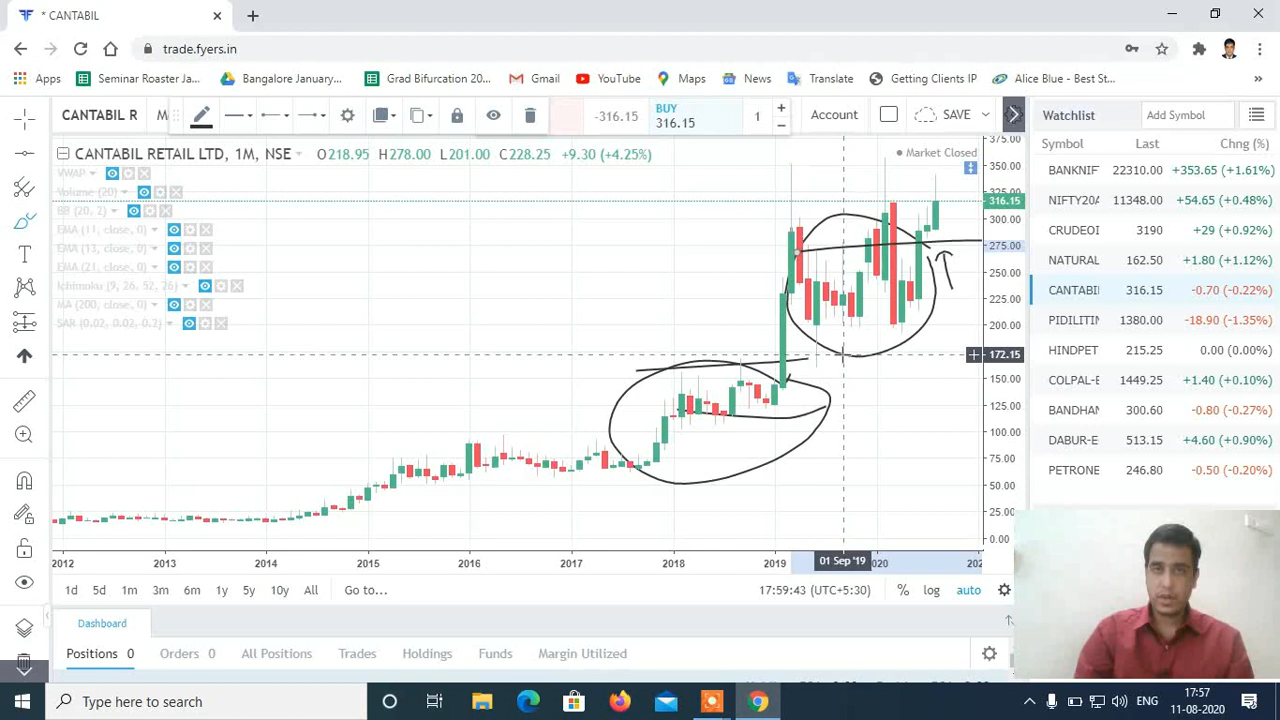 * CANTABIL
trade.fyers.in
Apps Seminar Roaster Ja... Bangalore January... Grad Bifurcation 20... Gmail YouTube Maps News Translate Getting Clients IP Alice Blue - Best St... »
CANTABIL R M -316.15 BUY 316.15 1 Account SAVE
CANTABIL RETAIL LTD, 1M, NSE O218.95 H278.00 L201.00 C228.25 +9.30 (+4.25%)
Market Closed
VWAP
Volume (20)
BB (20, 2)
EMA (11, close, 0)
EMA (13, close, 0)
EMA (21, close, 0)
Ichimoku (9, 26, 52, 26)
MA (200, close, 0)
SAR (0.02, 0.02, 0.2)
375.00
350.00
325.00
316.15
300.00
275.00
250.00
225.00
200.00
172.15
150.00
125.00
100.00
75.00
50.00
25.00
0.00
2012 2013 2014 2015 2016 2017 2018 2019 01 Sep '19 2020 202
1d 5d 1m 3m 6m 1y 5y 10y All Go to... 17:59:43 (UTC+5:30) % log auto
Watchlist Add Symbol
Symbol Last Chng (%)
BANKNIF 22310.00 +353.65 (+1.61%)
NIFTY20A 11348.00 +54.65 (+0.48%)
CRUDEOI 3190 +29 (+0.92%)
NATURAL 162.50 +1.80 (+1.12%)
CANTABI 316.15 -0.70 (-0.22%)
PIDILITIN 1380.00 -18.90 (-1.35%)
HINDPET 215.25 0.00 (0.00%)
COLPAL-E 1449.25 +1.40 (+0.10%)
BANDHAN 300.60 -0.80 (-0.27%)
DABUR-E 513.15 +4.60 (+0.90%)
PETRONE 246.80 -0.50 (-0.20%)
Dashboard
Positions 0 Orders 0 All Positions Trades Holdings Funds Margin Utilized
Type here to search
ENG 17:57
11-08-2020